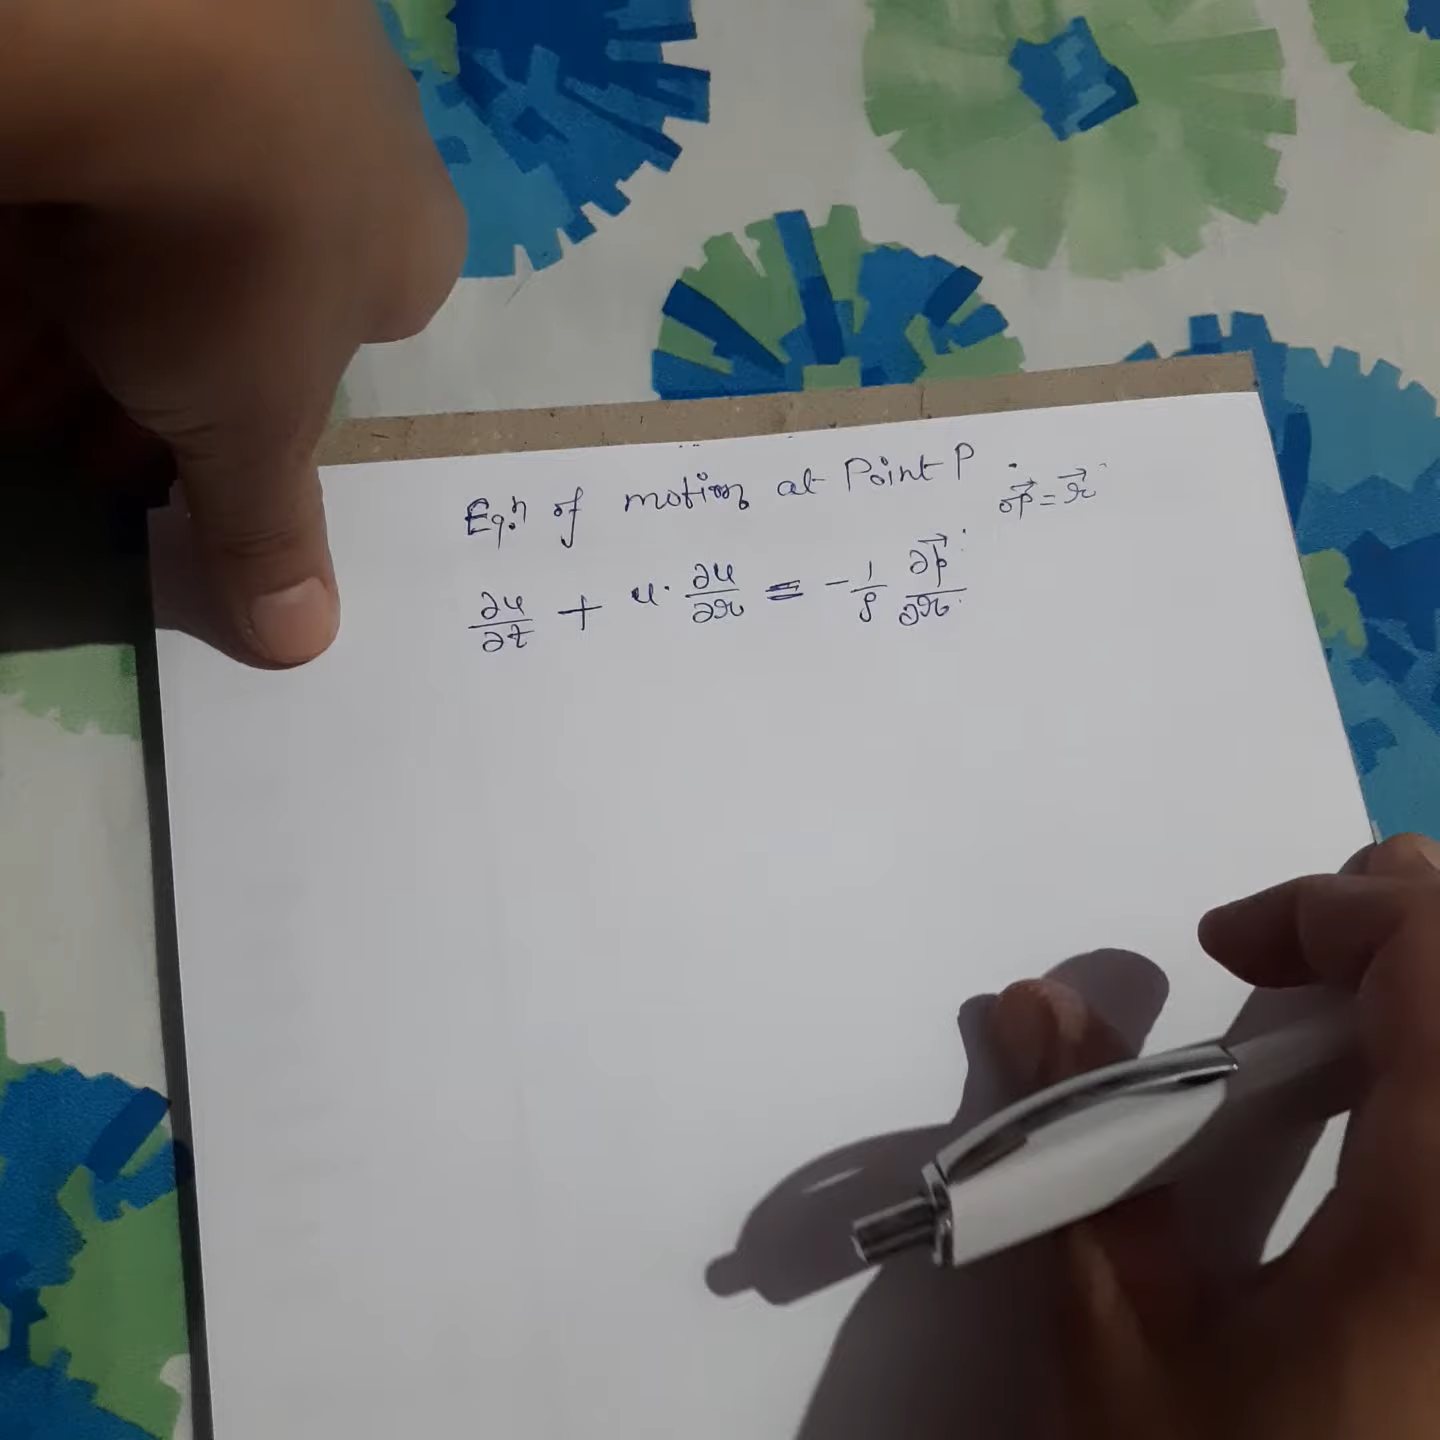 Eq.ⁿ of motion at Point P
→OP = →r
∂u/∂t + u · ∂u/∂r = - 1/ρ ∂→p/∂r